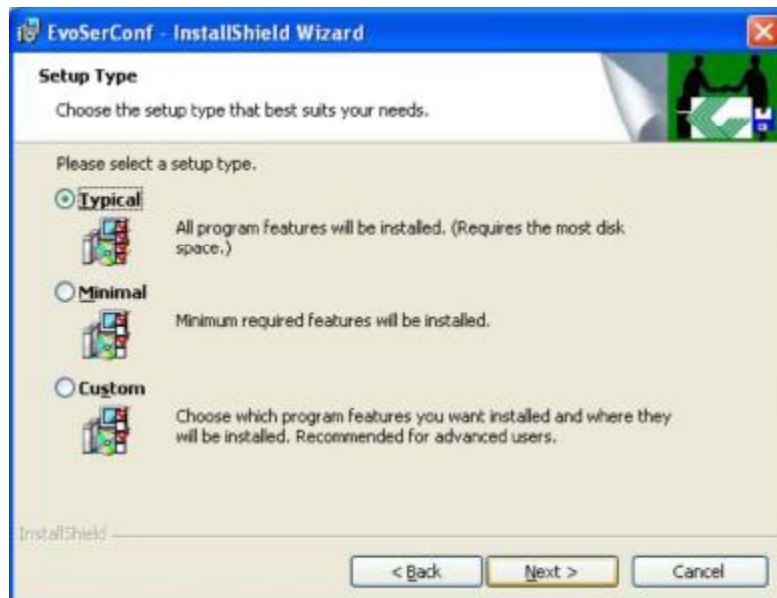 EvoSerConf - InstallShield Wizard
Setup Type
Choose the setup type that best suits your needs.
Please select a setup type.
Typical
All program features will be installed. (Requires the most disk
space.)
Minimal
Minimum required features will be installed.
Custom
Choose which program features you want installed and where they
will be installed. Recommended for advanced users.
InstallShield
< Back
Next >
Cancel